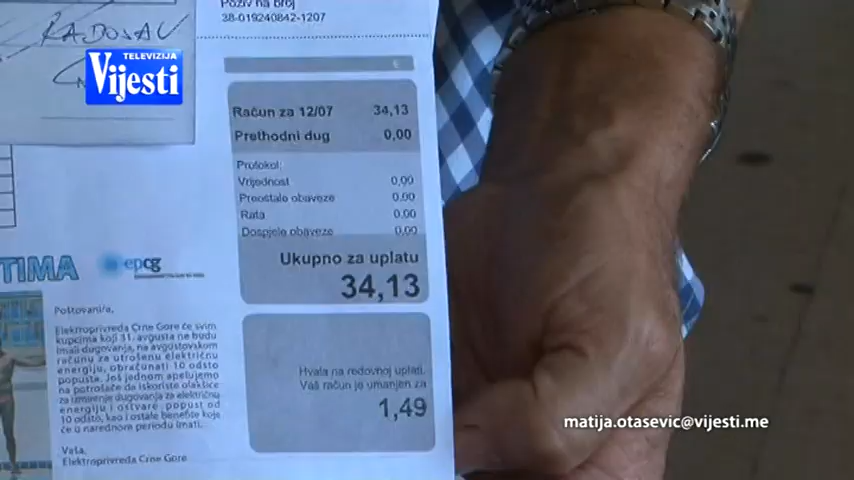 Poziv na broj
38-019240842-1207
RADOSAV
TELEVIZIJA
Vijesti
€
Račun za 12/07 34,13
Prethodni dug 0,00
Protokol:
Vrijednost 0,00
Preostale obaveze 0,00
Rata 0,00
Dospjele obaveze 0,00
Ukupno za uplatu
34,13
TIMA
epcg
Poštovani/a,
Elektroprivreda Crne Gore će svim
kupcima koji 31. avgusta ne budu
imali dugovanja, na avgustovskom
računu za utrošenu električnu
energiju, obračunati 10 odsto
popusta. Još jednom apelujemo
na potrošače da iskoriste olakšice
za izmirenje dugovanja za električnu
energiju i ostvare popust od
10 odsto, kao i ostale benefite koje
će u narednom periodu imati.
Vaša,
Elektroprivreda Crne Gore
Hvala na redovnoj uplati.
Vaš račun je umanjen za
1,49
matija.otasevic@vijesti.me